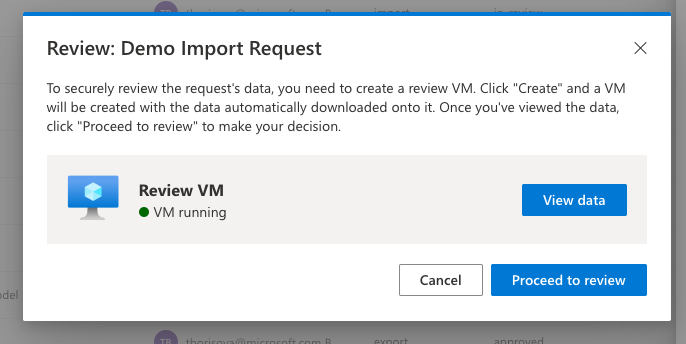 import
Review: Demo Import Request
To securely review the request's data, you need to create a review VM. Click "Create" and a VM
will be created with the data automatically downloaded onto it. Once you've viewed the data,
click "Proceed to review" to make your decision.
Review VM
VM running
View data
Cancel
Proceed to review
odel
TB thorisova@microsoft.com B export approved